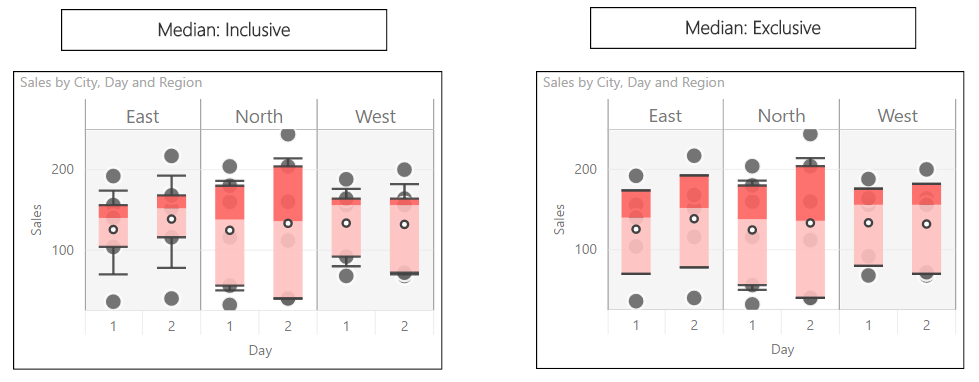 Median: Inclusive
Sales by City, Day and Region
East North West
200
100
Sales
1 2 1 2 1 2
Day
Median: Exclusive
Sales by City, Day and Region
East North West
200
100
Sales
1 2 1 2 1 2
Day